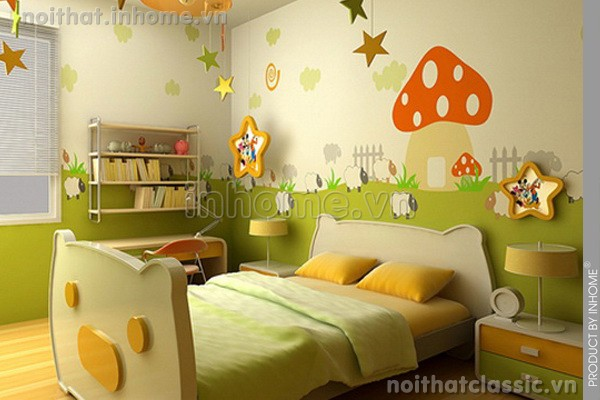 noithat.inhome.vn
inhome.vn
PRODUCT BY INHOME ®
noithatclassic.vn